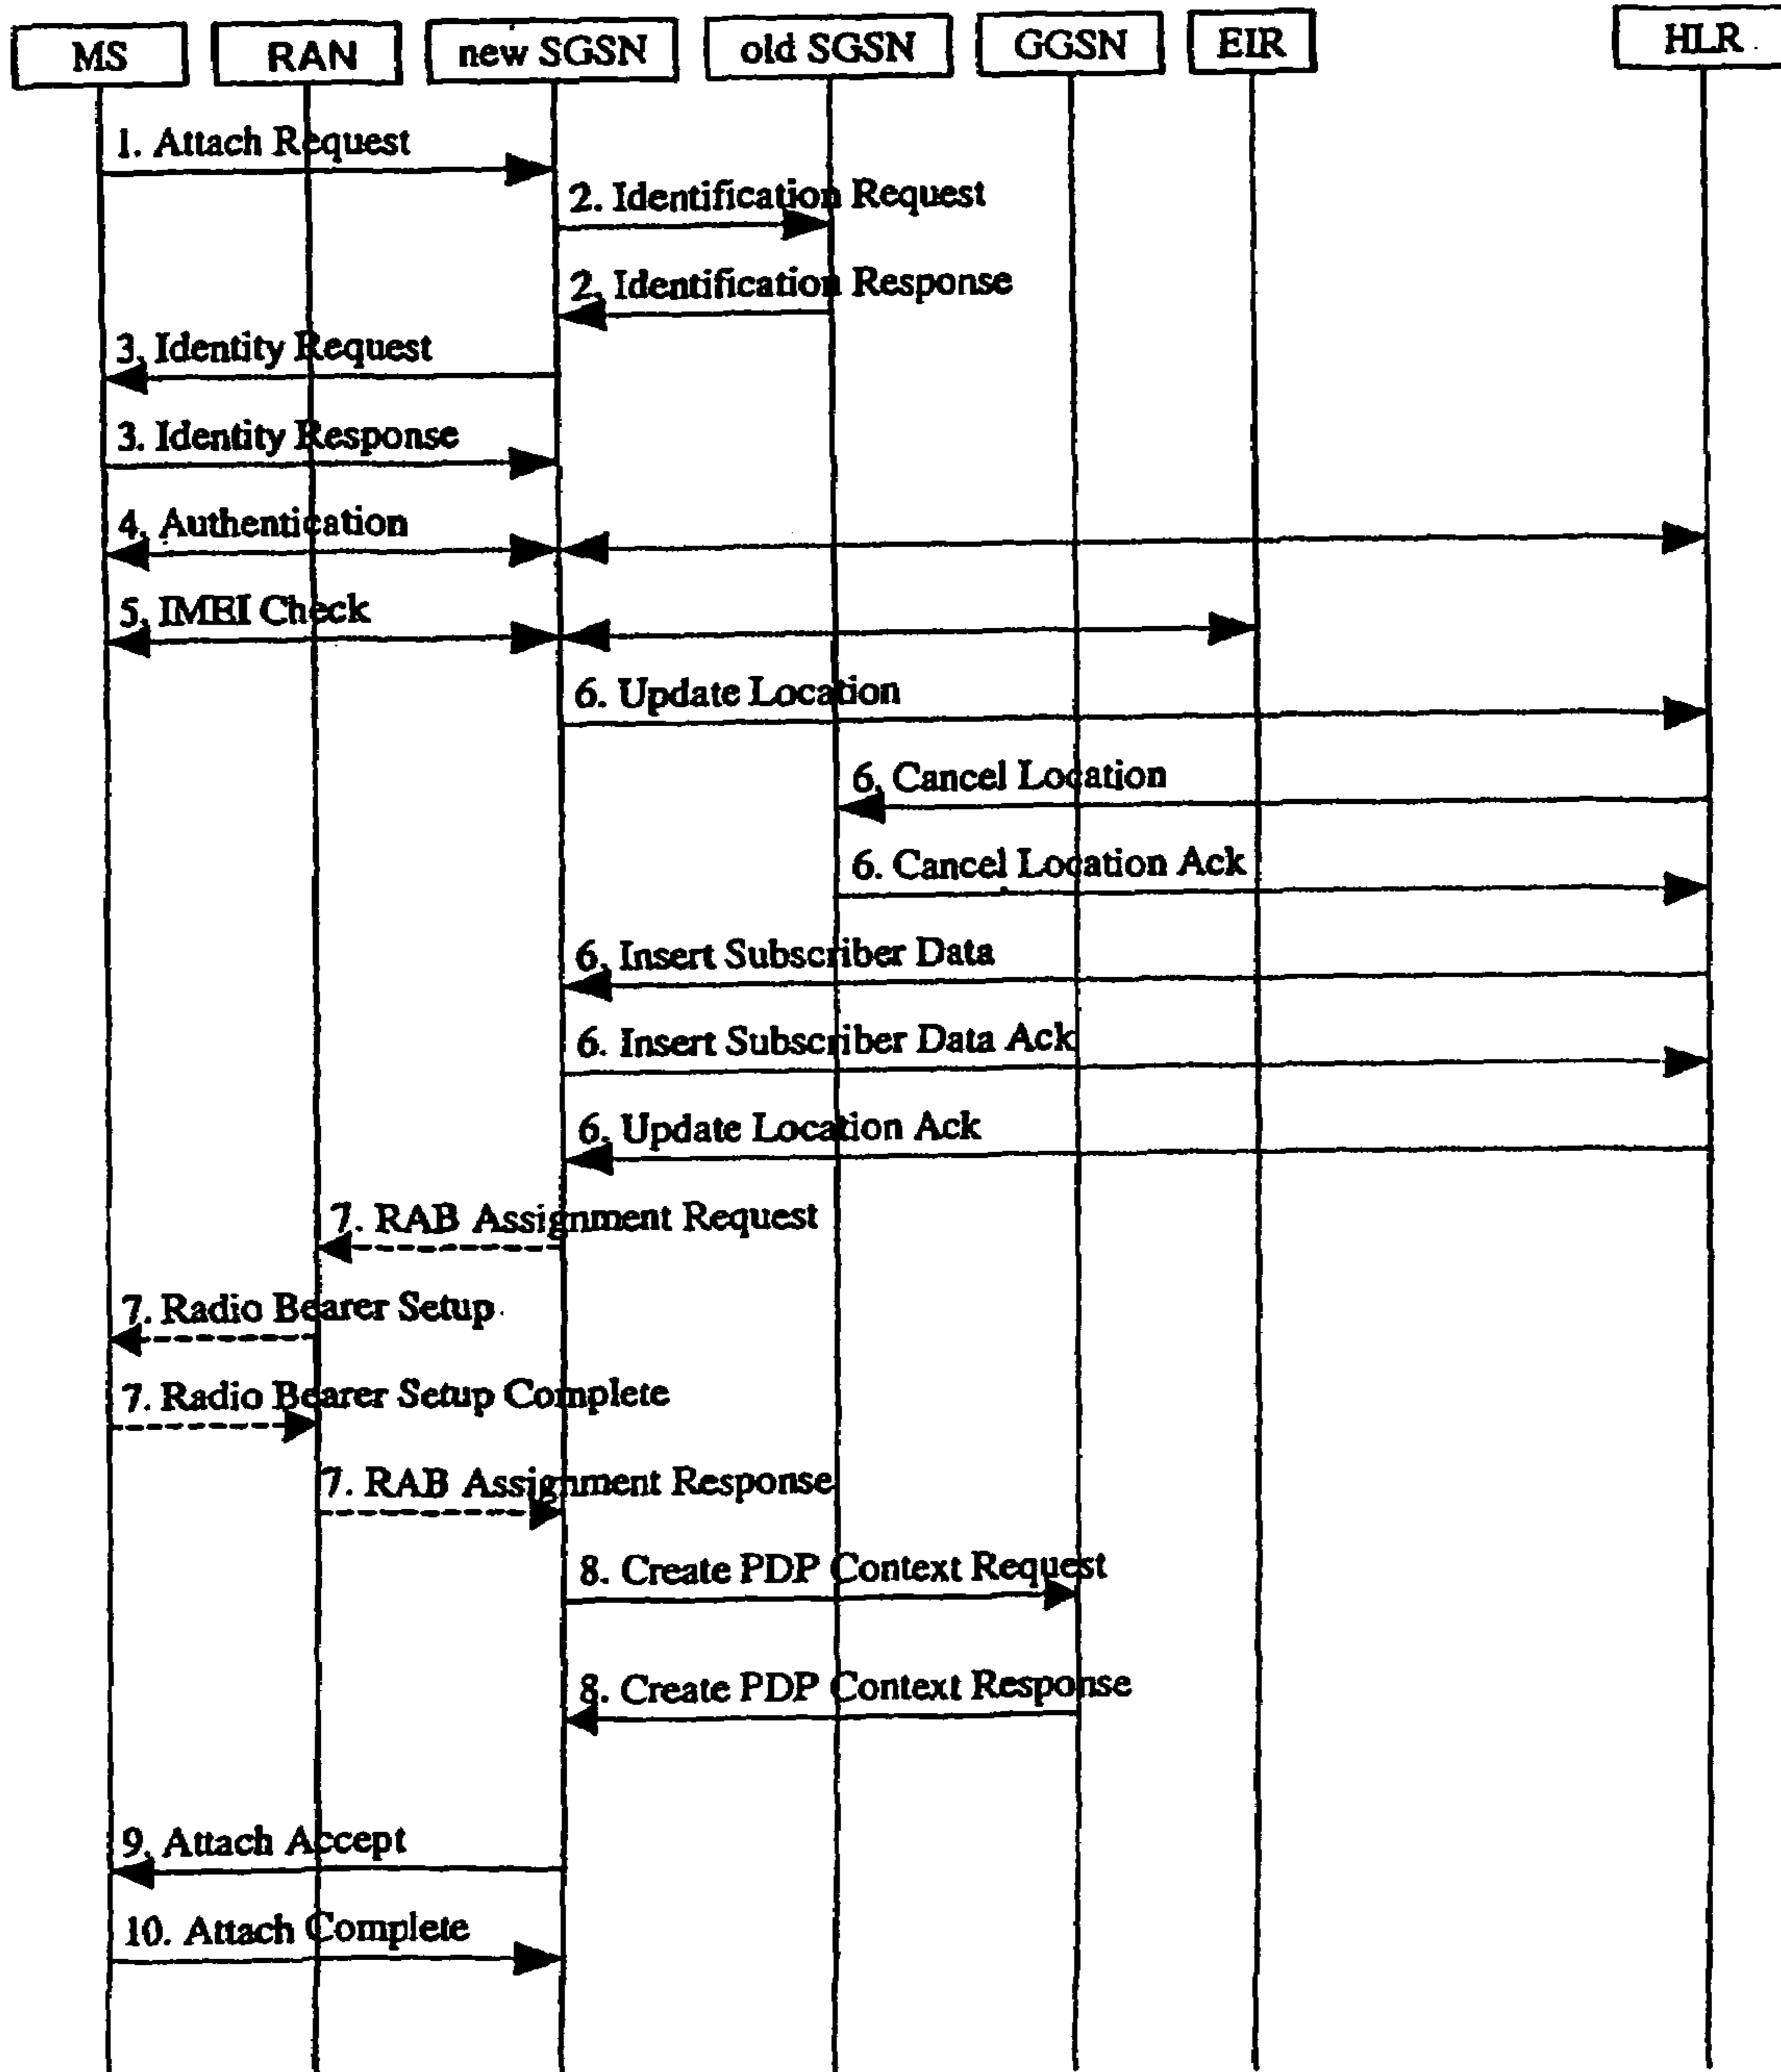 MS
RAN
new SGSN
old SGSN
GGSN
EIR
HLR
1. Attach Request
2. Identification Request
2. Identification Response
3. Identity Request
3. Identity Response
4. Authentication
5. IMEI Check
6. Update Location
6. Cancel Location
6. Cancel Location Ack
6. Insert Subscriber Data
6. Insert Subscriber Data Ack
6. Update Location Ack
7. RAB Assignment Request
7. Radio Bearer Setup
7. Radio Bearer Setup Complete
7. RAB Assignment Response
8. Create PDP Context Request
8. Create PDP Context Response
9. Attach Accept
10. Attach Complete